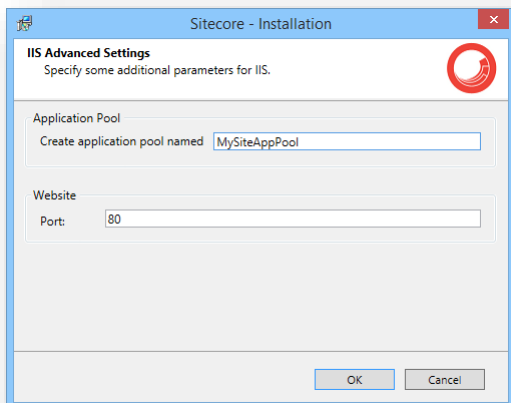 Sitecore - Installation
IIS Advanced Settings
Specify some additional parameters for IIS.
Application Pool
Create application pool named MySiteAppPool
Website
Port: 80
OK Cancel